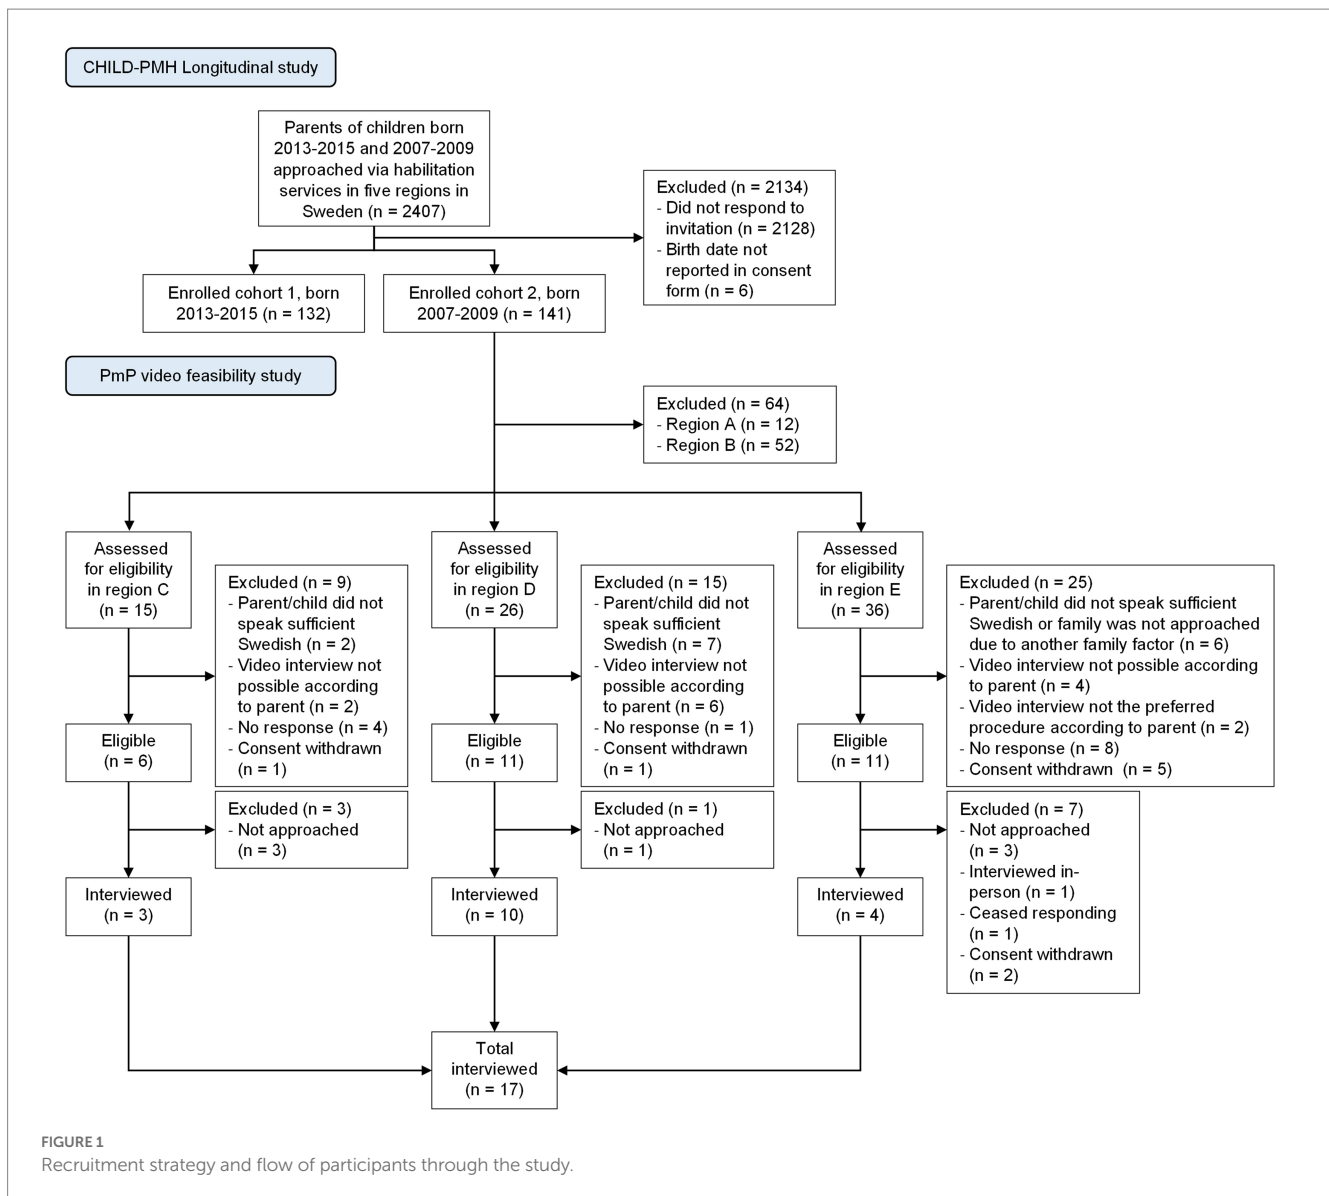 CHILD-PMH Longitudinal study
Parents of children born
2013-2015 and 2007-2009
approached via habilitation
services in five regions in
Sweden (n = 2407)
Excluded (n = 2134)
- Did not respond to
invitation (n = 2128)
- Birth date not
reported in consent
form (n = 6)
Enrolled cohort 1, born
2013-2015 (n = 132)
Enrolled cohort 2, born
2007-2009 (n = 141)
PmP video feasibility study
Excluded (n = 64)
- Region A (n = 12)
- Region B (n = 52)
Assessed
for eligibility
in region C
(n = 15)
Excluded (n = 9)
- Parent/child did not
speak sufficient
Swedish (n = 2)
- Video interview not
possible according
to parent (n = 2)
- No response (n = 4)
- Consent withdrawn
(n = 1)
Eligible
(n = 6)
Excluded (n = 3)
- Not approached
(n = 3)
Interviewed
(n = 3)
Assessed
for eligibility
in region D
(n = 26)
Excluded (n = 15)
- Parent/child did not
speak sufficient
Swedish (n = 7)
- Video interview not
possible according
to parent (n = 6)
- No response (n = 1)
- Consent withdrawn
(n = 1)
Eligible
(n = 11)
Excluded (n = 1)
- Not approached
(n = 1)
Interviewed
(n = 10)
Assessed
for eligibility
in region E
(n = 36)
Excluded (n = 25)
- Parent/child did not speak sufficient
Swedish or family was not approached
due to another family factor (n = 6)
- Video interview not possible according
to parent (n = 4)
- Video interview not the preferred
procedure according to parent (n = 2)
- No response (n = 8)
- Consent withdrawn (n = 5)
Eligible
(n = 11)
Excluded (n = 7)
- Not approached
(n = 3)
- Interviewed in-
person (n = 1)
- Ceased responding
(n = 1)
- Consent withdrawn
(n = 2)
Interviewed
(n = 4)
Total
interviewed
(n = 17)
FIGURE 1
Recruitment strategy and flow of participants through the study.